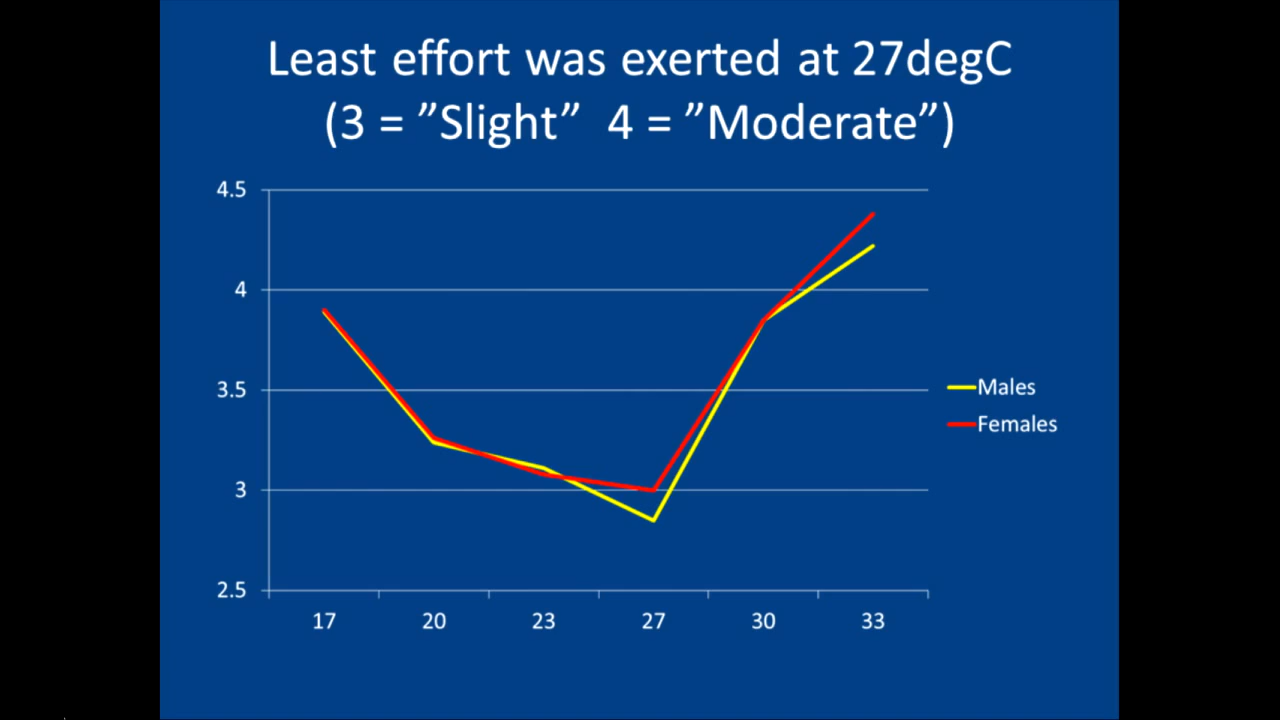 Least effort was exerted at 27degC
(3 = ”Slight”  4 = ”Moderate”)
4.5
4
3.5
3
2.5
17 20 23 27 30 33
Males
Females